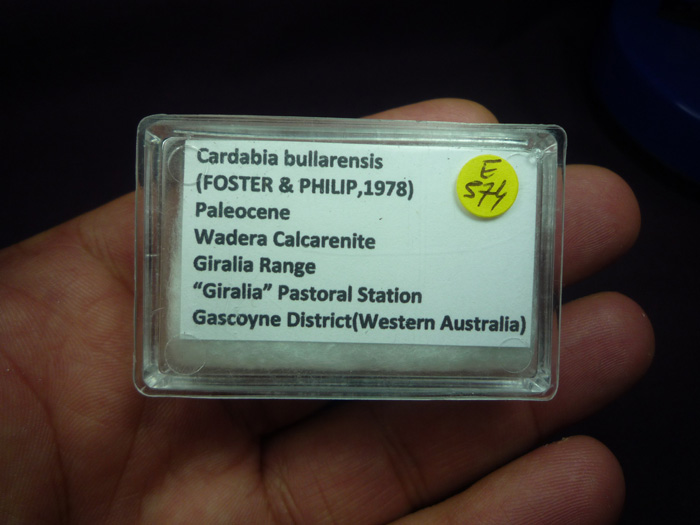 Cardabia bullarensis
(FOSTER & PHILIP,1978)
Paleocene
Wadera Calcarenite
Giralia Range
“Giralia” Pastoral Station
Gascoyne District(Western Australia)
E
574